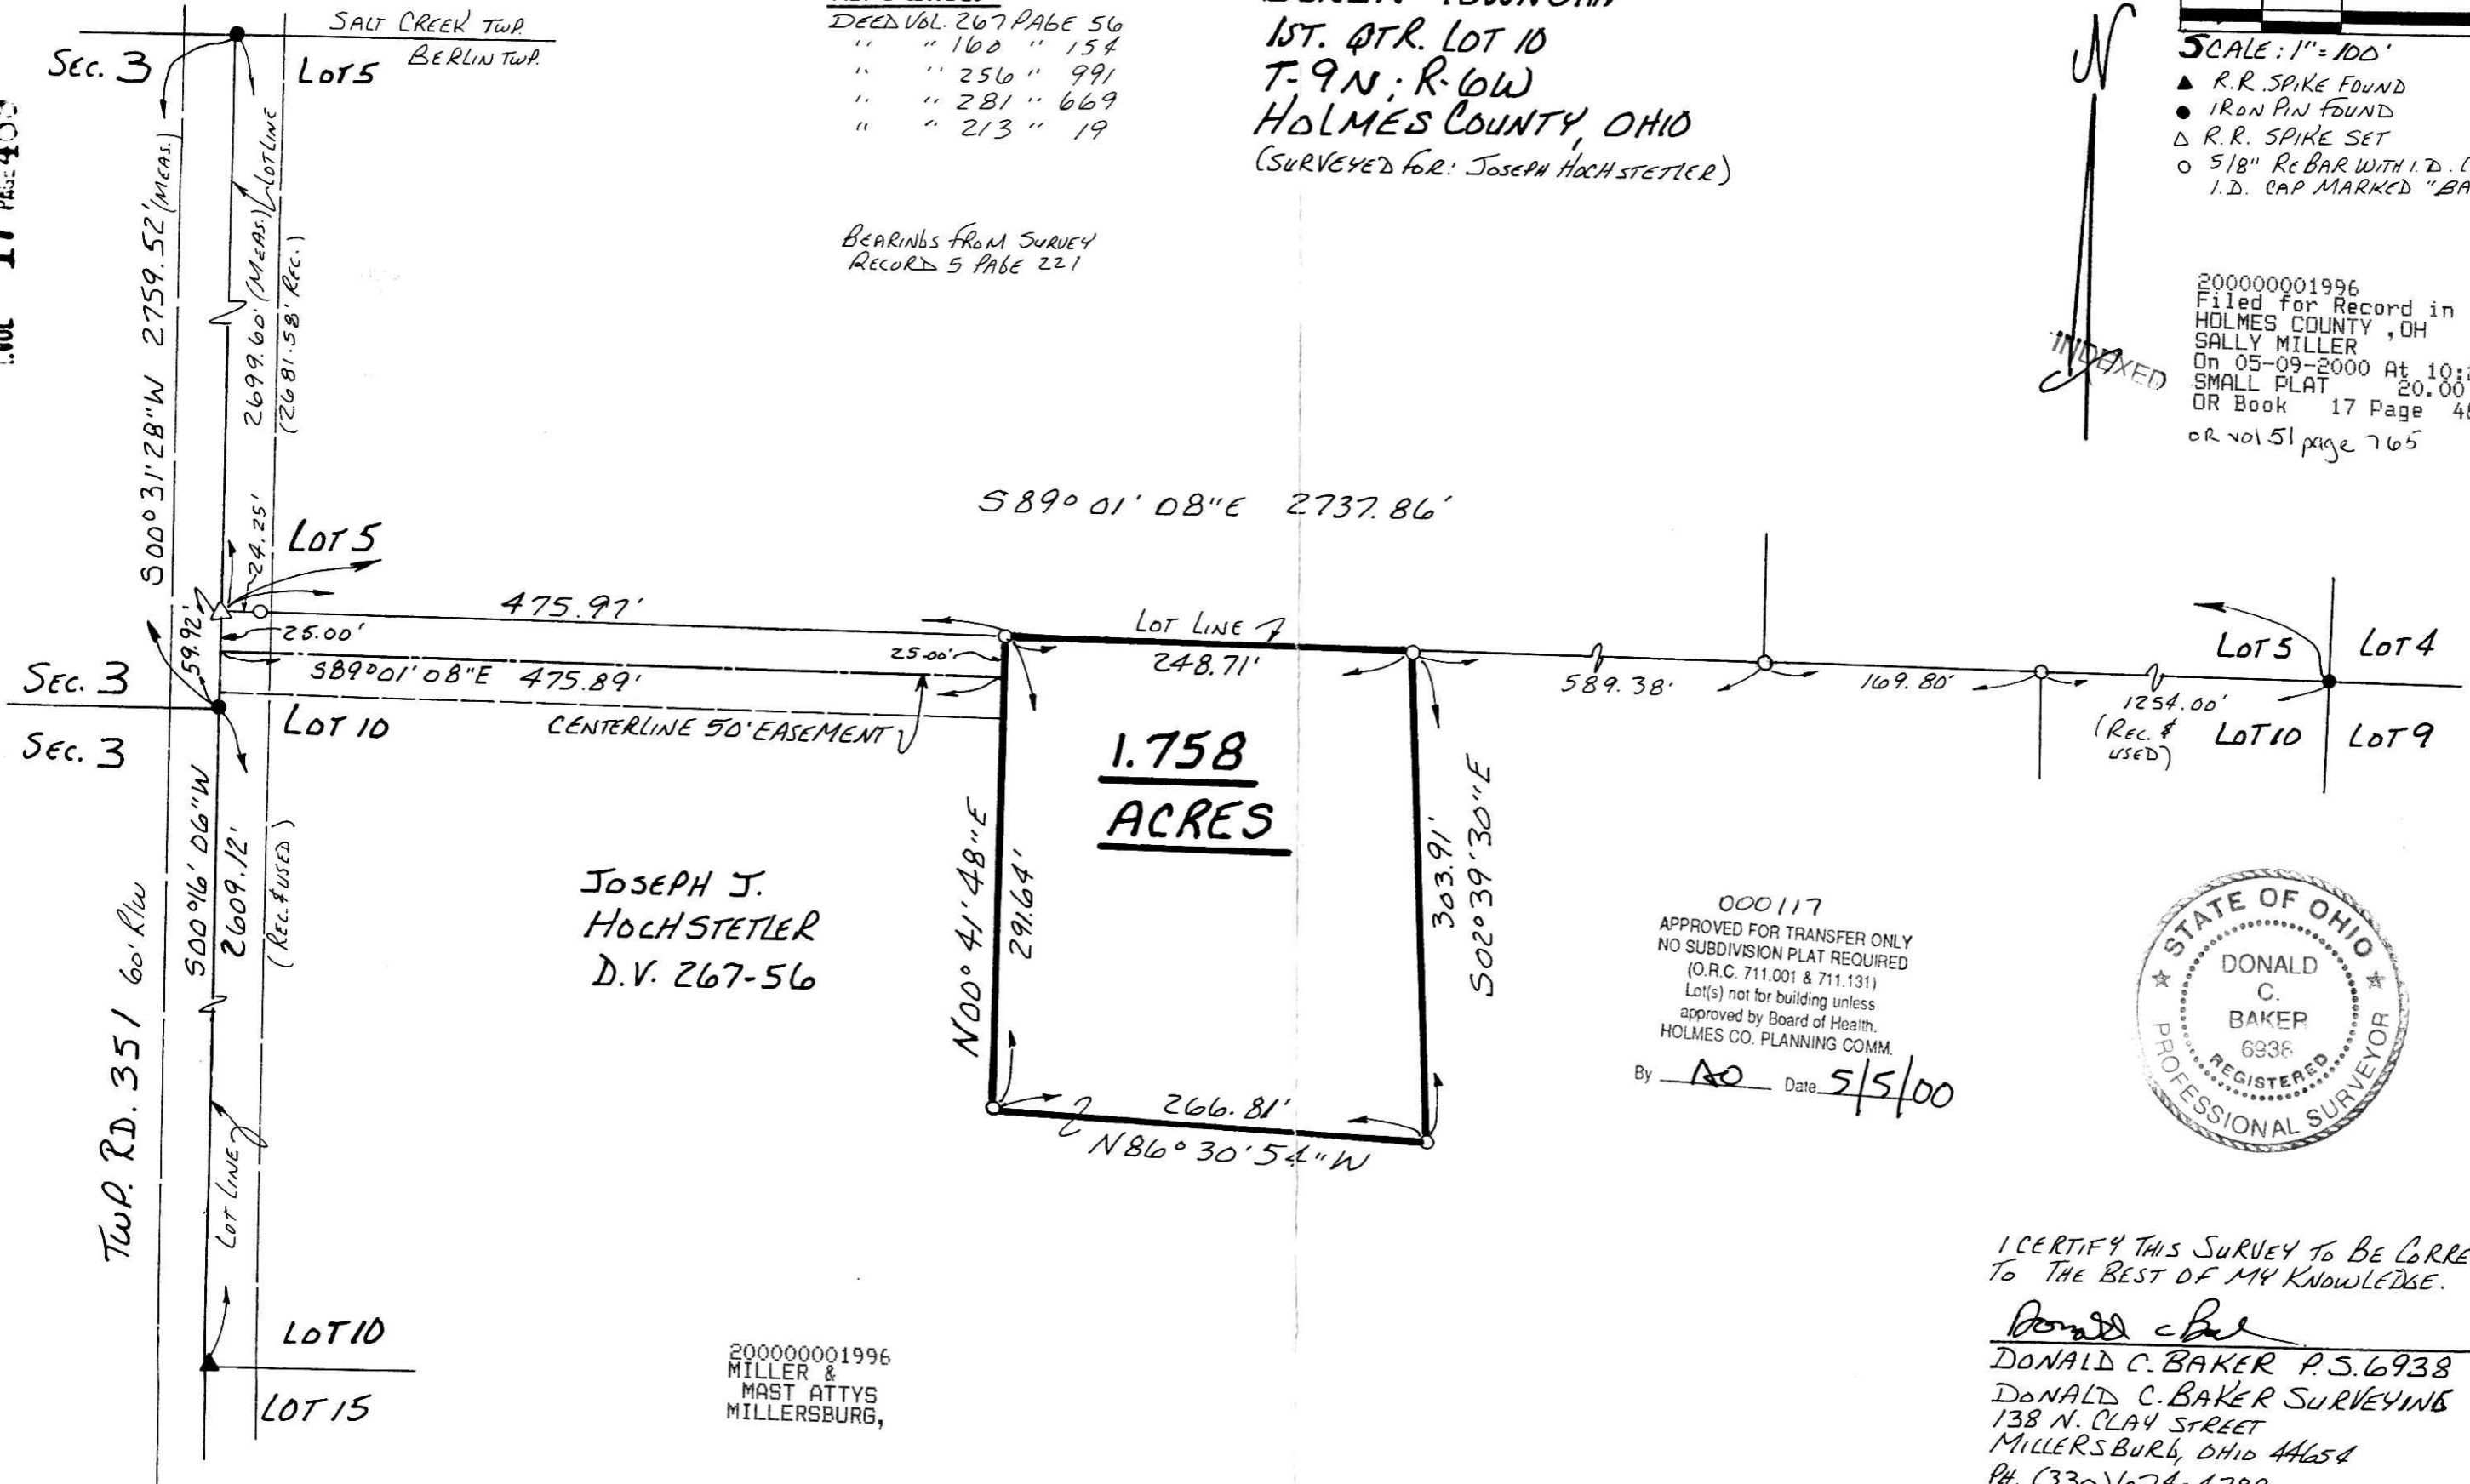 SALT CREEK TWP.
BERLIN TWP.
SEC. 3
LOT 5
S00°31'28"W 2759.52' (MEAS.)
2699.60' (MEAS.)
LOT LINE
(2681.58' REC.)
DEED VOL. 267 PAGE 56
" " 160 " 154
" " 256 " 991
" " 281 " 669
" " 213 " 19
BEARINGS FROM SURVEY
RECORD 5 PAGE 221
1ST. QTR. LOT 10
T-9N; R-6W
HOLMES COUNTY, OHIO
(SURVEYED FOR: JOSEPH HOCHSTETLER)
N
SCALE: 1"=100'
▲ R.R. SPIKE FOUND
● IRON PIN FOUND
△ R.R. SPIKE SET
○ 5/8" REBAR WITH I.D.
I.D. CAP MARKED
INDEXED
200000001996
Filed for Record in
HOLMES COUNTY ,OH
SALLY MILLER
On 05-09-2000 At
SMALL PLAT 20.00
OR Book 17 Page
OR vol 51 page 765
S89°01'08"E 2737.86'
24.25'
LOT 5
59.92'
475.97'
25.00'
25.00'
S89°01'08"E 475.89'
CENTERLINE 50' EASEMENT
LOT LINE
248.71'
589.38'
169.80'
1254.00'
(REC. &
USED)
LOT 5
LOT 4
LOT 10
LOT 9
SEC. 3
SEC. 3
LOT 10
S00°16'06"W
2609.12'
(REC. & USED)
TWP. RD. 351 60' R/W
LOT LINE
JOSEPH J.
HOCHSTETLER
D.V. 267-56
1.758
ACRES
N00°41'48"E
291.64'
303.91'
S02°39'30"E
266.81'
N86°30'54"W
000117
APPROVED FOR TRANSFER ONLY
NO SUBDIVISION PLAT REQUIRED
(O.R.C. 711.001 & 711.131)
Lot(s) not for building unless
approved by Board of Health.
HOLMES CO. PLANNING COMM.
By AO Date 5/5/00
STATE OF OHIO
DONALD
C.
BAKER
6938
REGISTERED
PROFESSIONAL SURVEYOR
LOT 10
LOT 15
200000001996
MILLER &
MAST ATTYS
MILLERSBURG,
I CERTIFY THIS SURVEY TO BE
TO THE BEST OF MY KNOWLEDGE.
DONALD C. BAKER P.S. 6938
DONALD C. BAKER SURVEYING
138 N. CLAY STREET
MILLERSBURG, OHIO 44654